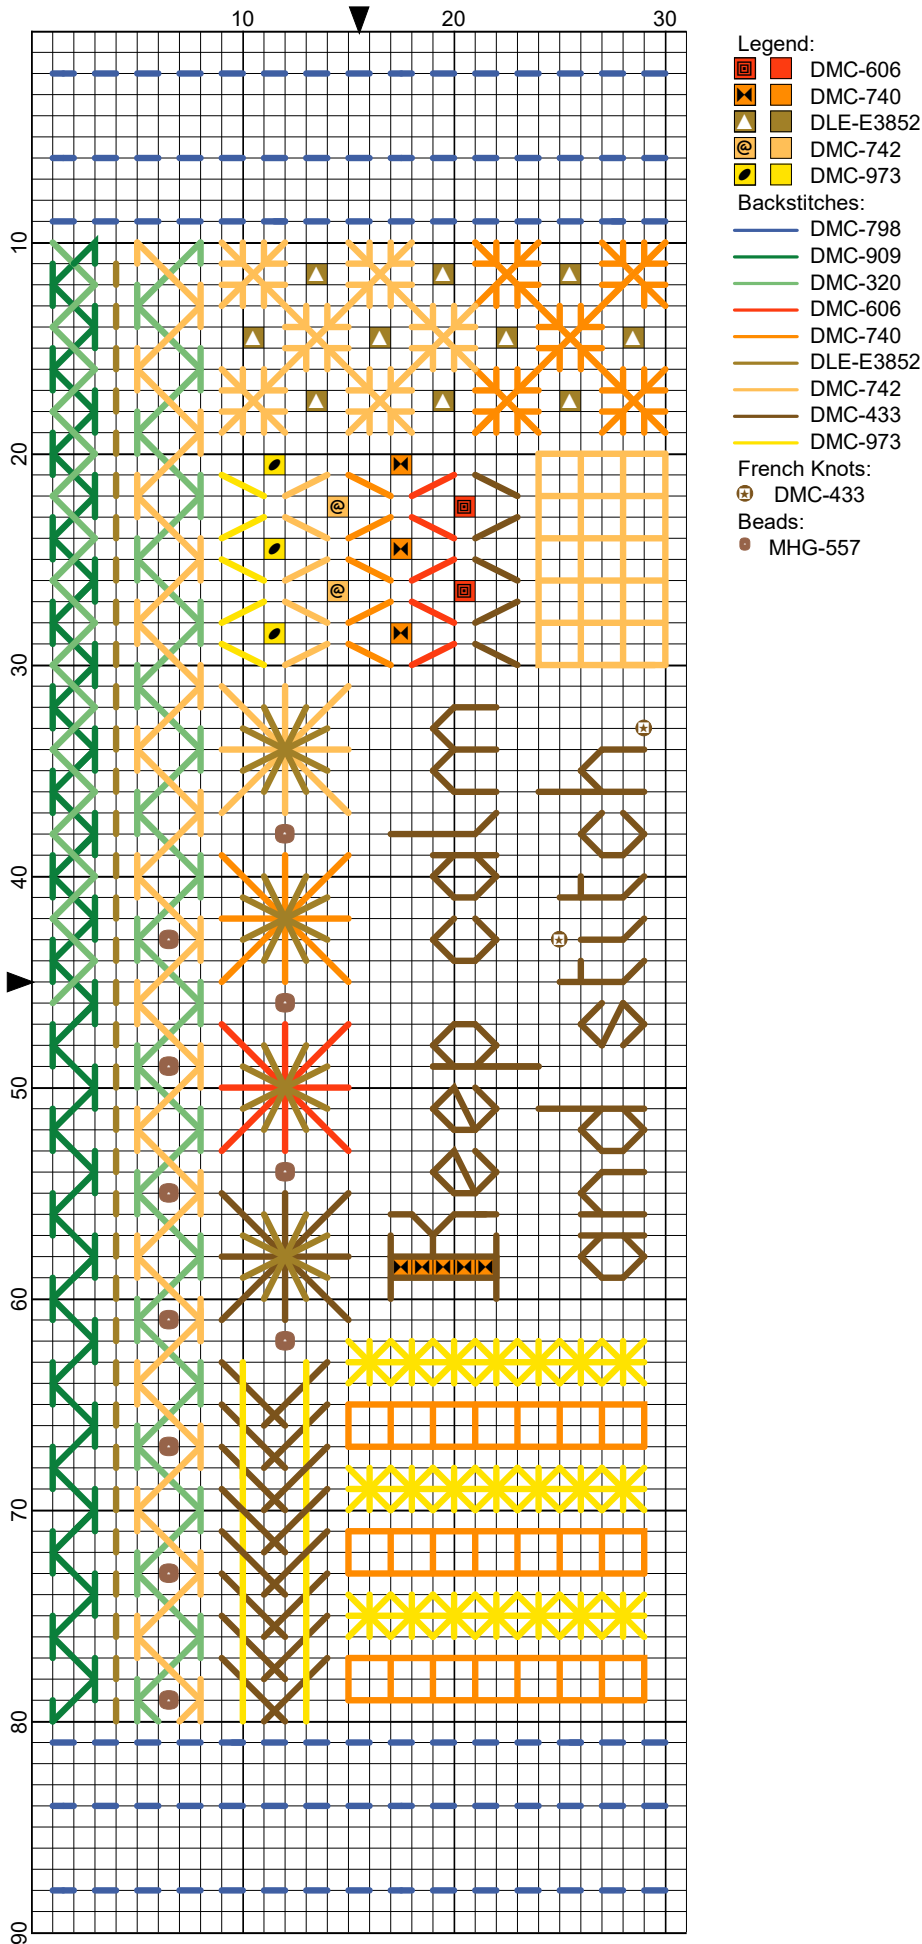 10 20 30
Legend:
DMC-606
DMC-740
DLE-E3852
@ DMC-742
DMC-973
Backstitches:
DMC-798
DMC-909
DMC-320
DMC-606
DMC-740
DLE-E3852
DMC-742
DMC-433
DMC-973
French Knots:
DMC-433
Beads:
MHG-557
10
20
30
40
50
60
70
80
90
@
@
Keep calm
and stitch